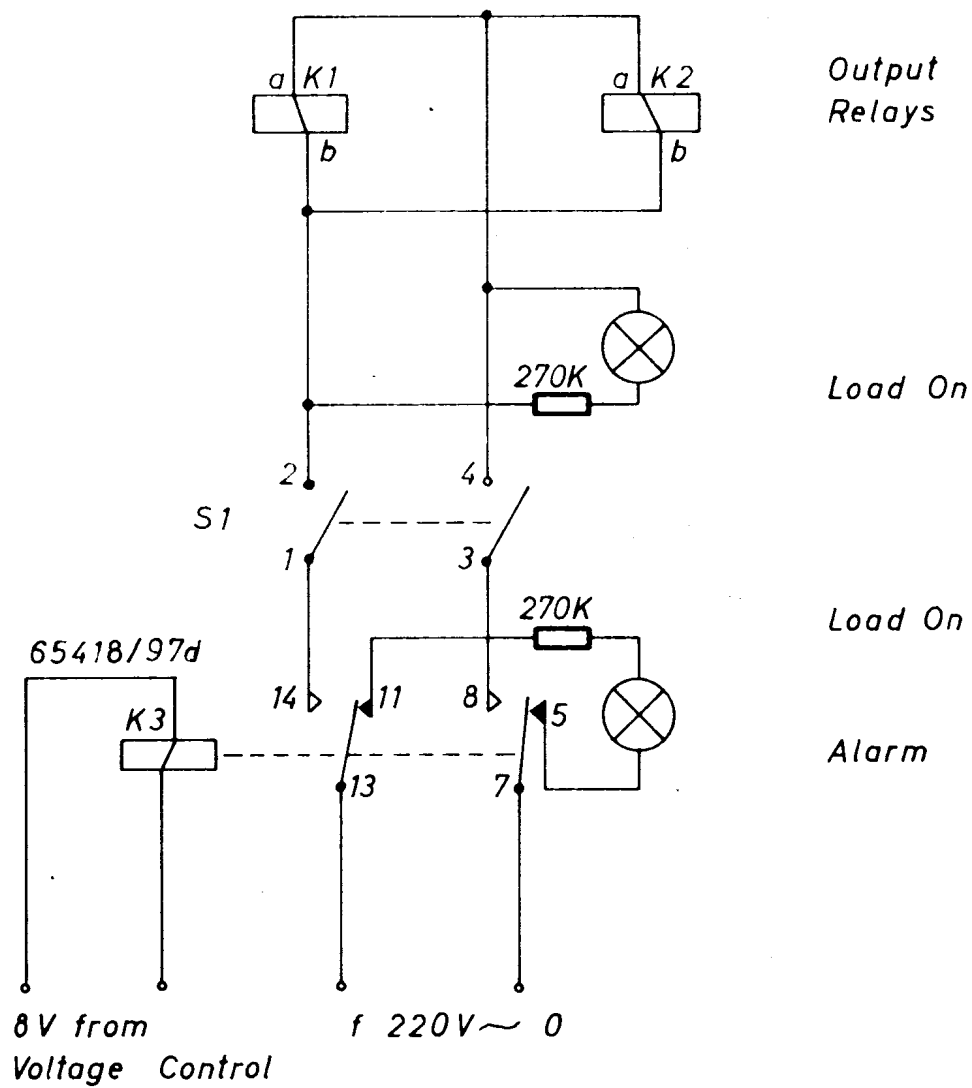 a K1
a K2
Output
Relays
b
b
270K
Load On
2
4
S1
1
3
270K
Load On
65418/97d
14
11
8
5
K3
Alarm
13
7
8V from
Voltage Control
f 220V~ 0